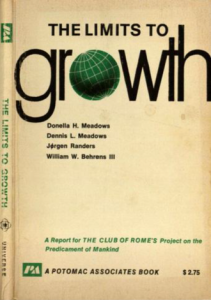 THE LIMITS TO
growth
Donella H. Meadows
Dennis L. Meadows
Jørgen Randers
William W. Behrens III
A Report for THE CLUB OF ROME'S Project on the
Predicament of Mankind
PA A POTOMAC ASSOCIATES BOOK $2.75
PA
THE LIMITS TO GROWTH
UNIVERSE